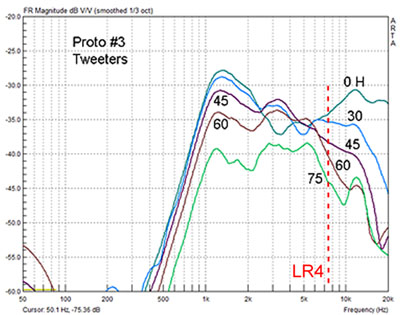 FR Magnitude dB V/V (smoothed 1/3 oct)
-20.0
-25.0
-30.0
-35.0
-40.0
-45.0
-50.0
-55.0
-60.0
Proto #3
Tweeters
A R T A
0 H
30
45
60
45
60
75
LR4
50 100 200 500 1k 2k 5k 10k 20k
Cursor: 50.1 Hz, -75.36 dB Frequency (Hz)